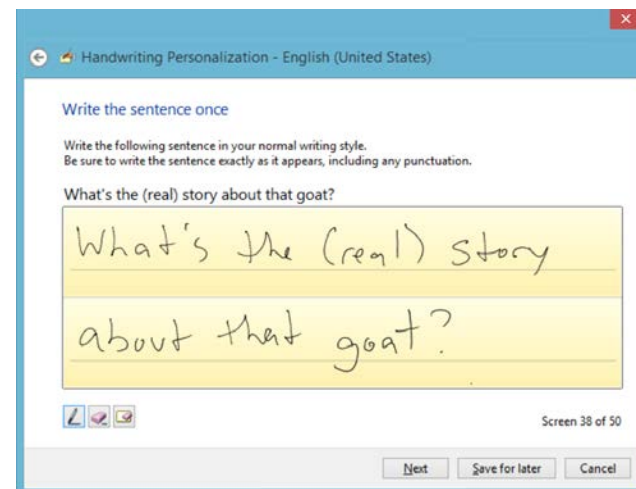 Handwriting Personalization - English (United States)
Write the sentence once
Write the following sentence in your normal writing style.
Be sure to write the sentence exactly as it appears, including any punctuation.
What's the (real) story about that goat?
What's the (real) story
about that goat?
Screen 38 of 50
Next Save for later Cancel